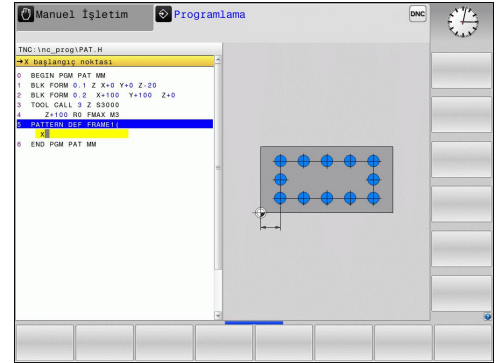 Manuel İşletim
Programlama
DNC
TNC:\nc_prog\PAT.H
→X başlangıç noktası
0 BEGIN PGM PAT MM
1 BLK FORM 0.1 Z X+0 Y+0 Z-20
2 BLK FORM 0.2 X+100 Y+100 Z+0
3 TOOL CALL 3 Z S3000
4 Z+100 R0 FMAX M3
5 PATTERN DEF FRAME1(
X
6 END PGM PAT MM